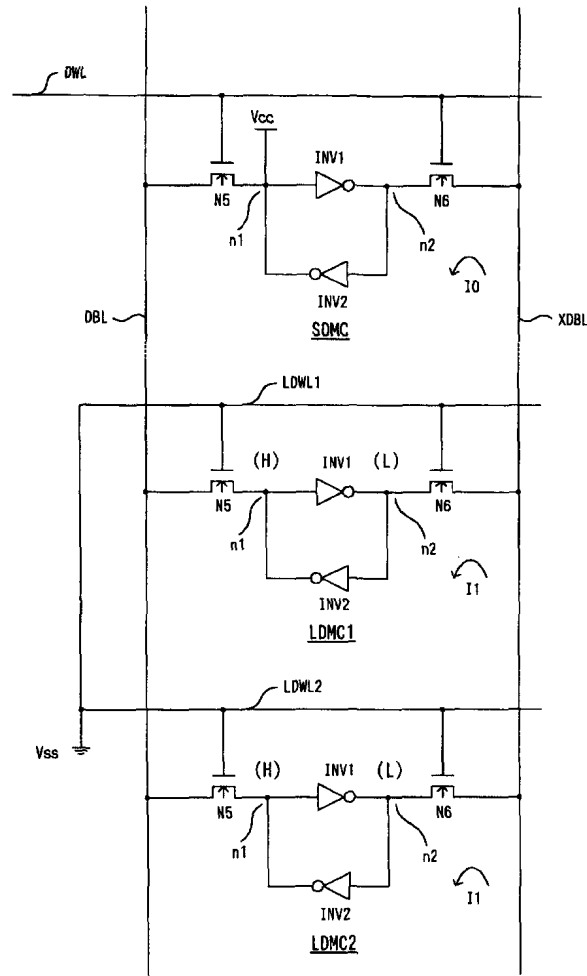 DWL
Vcc
INV1
N5
N6
n1
n2
I0
INV2
DBL
SDMC
XDBL
LDWL1
(H)
INV1
(L)
N5
N6
n1
n2
I1
INV2
LDMC1
LDWL2
Vss
(H)
INV1
(L)
N5
N6
n1
n2
I1
INV2
LDMC2